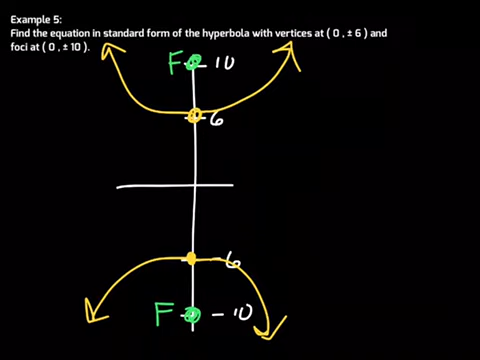 Example 5:
Find the equation in standard form of the hyperbola with vertices at ( 0 , ± 6 ) and
foci at ( 0 , ± 10 ).
F 10
6
-6
F -10